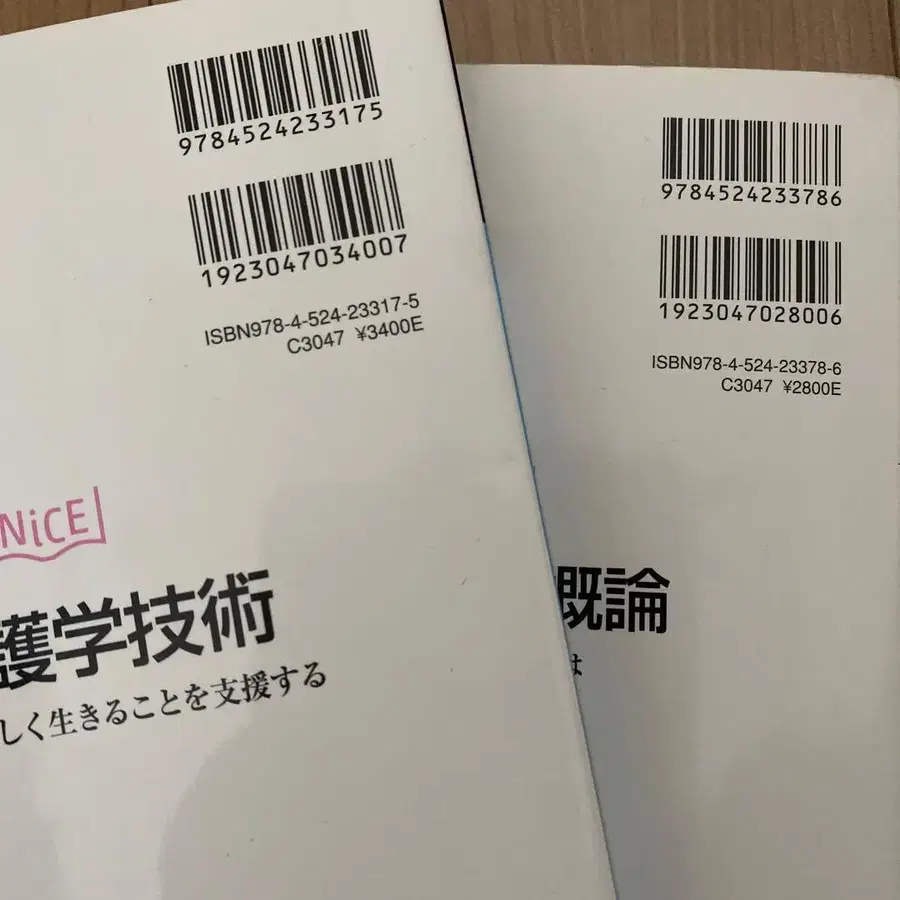 9784524233175
1923047034007
ISBN978-4-524-23317-5
C3047 ¥3400E
NiCE
護学技術
しく生きることを支援する
9784524233786
1923047028006
ISBN978-4-524-23378-6
C3047 ¥2800E
概論
は